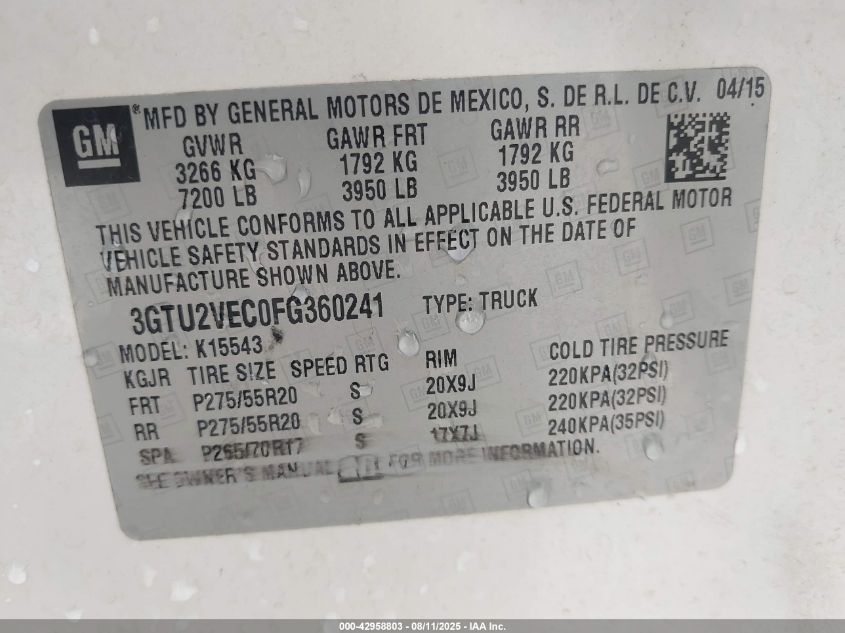 GM
® MFD BY GENERAL MOTORS DE MEXICO, S. DE R.L. DE C.V. 04/15
GVWR GAWR FRT GAWR RR
3266 KG 1792 KG 1792 KG
7200 LB 3950 LB 3950 LB
THIS VEHICLE CONFORMS TO ALL APPLICABLE U.S. FEDERAL MOTOR
VEHICLE SAFETY STANDARDS IN EFFECT ON THE DATE OF
MANUFACTURE SHOWN ABOVE.
3GTU2VEC0FG360241 TYPE: TRUCK
MODEL: K15543
KGJR TIRE SIZE SPEED RTG RIM COLD TIRE PRESSURE
FRT P275/55R20 S 20X9J 220KPA(32PSI)
RR P275/55R20 S 20X9J 220KPA(32PSI)
SPA P265/70R17 S 17X7J 240KPA(35PSI)
SEE OWNER'S MANUAL FOR MORE INFORMATION.
000-42958803 - 08/11/2025 - IAA Inc.